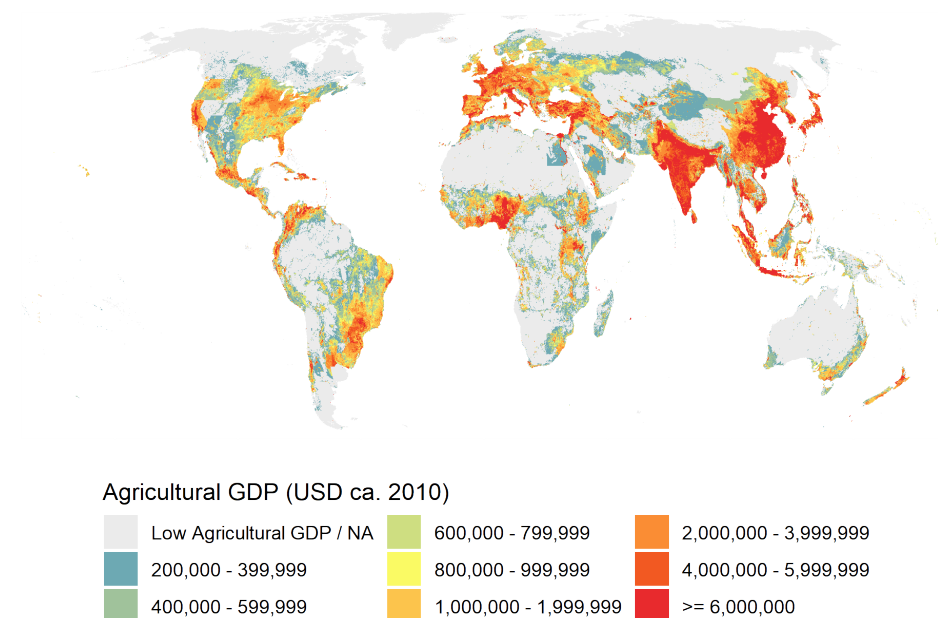 Agricultural GDP (USD ca. 2010)
Low Agricultural GDP / NA
200,000 - 399,999
400,000 - 599,999
600,000 - 799,999
800,000 - 999,999
1,000,000 - 1,999,999
2,000,000 - 3,999,999
4,000,000 - 5,999,999
>= 6,000,000